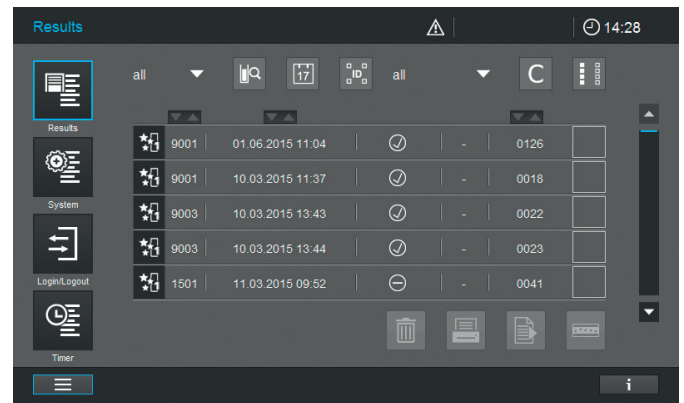 Results
14:28
all
17
ID
all
C
Results
9001 01.06.2015 11:04 - 0126
9001 10.03.2015 11:37 - 0018
System
9003 10.03.2015 13:43 - 0022
9003 10.03.2015 13:44 - 0023
Login/Logout
1501 11.03.2015 09:52 - 0041
Timer
i